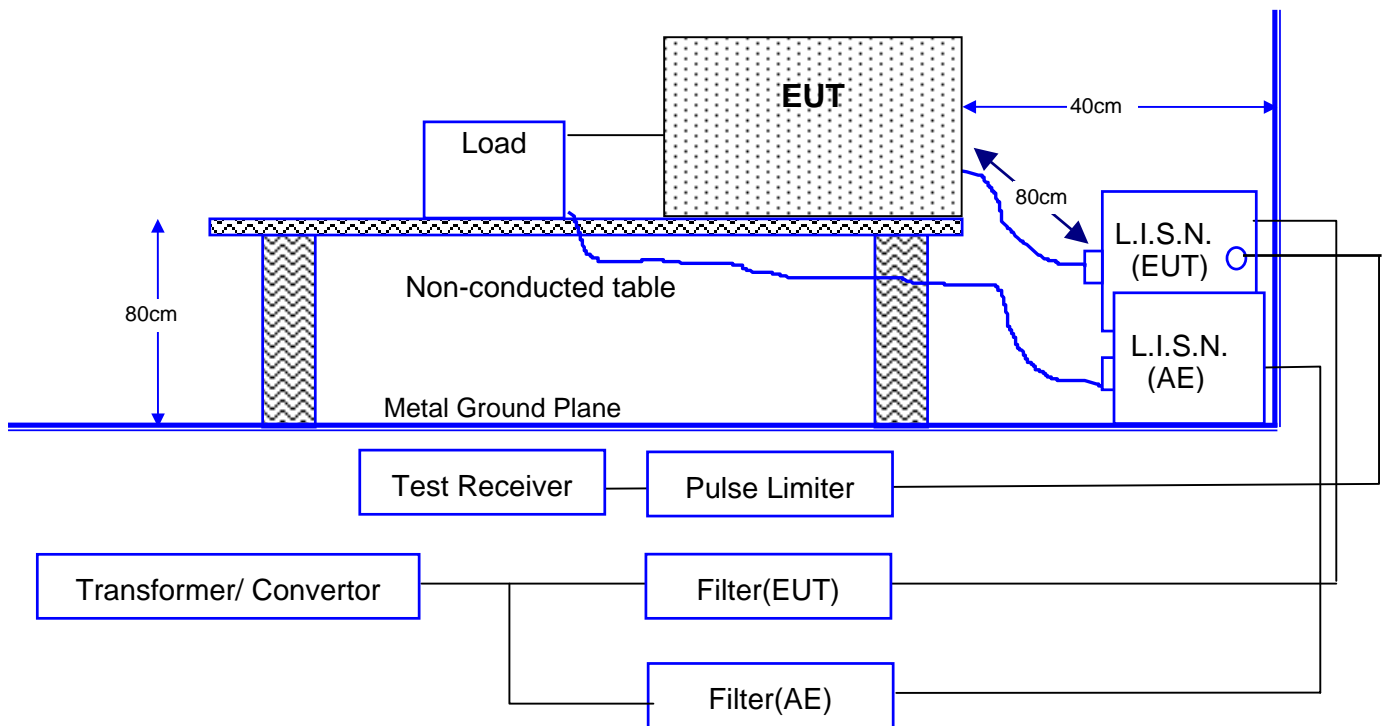 EUT
40cm
Load
80cm
L.I.S.N.
(EUT)
Non-conducted table
80cm
L.I.S.N.
(AE)
Metal Ground Plane
Test Receiver
Pulse Limiter
Transformer/ Convertor
Filter(EUT)
Filter(AE)